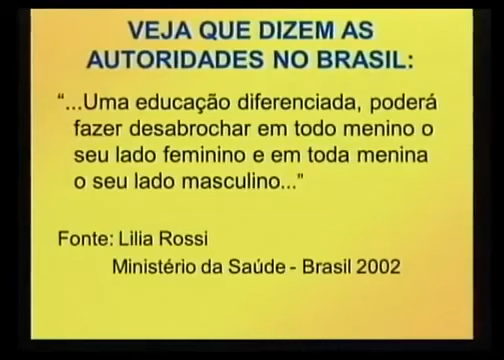 VEJA QUE DIZEM AS
AUTORIDADES NO BRASIL:
“...Uma educação diferenciada, poderá
fazer desabrochar em todo menino o
seu lado feminino e em toda menina
o seu lado masculino...”
Fonte: Lilia Rossi
Ministério da Saúde - Brasil 2002